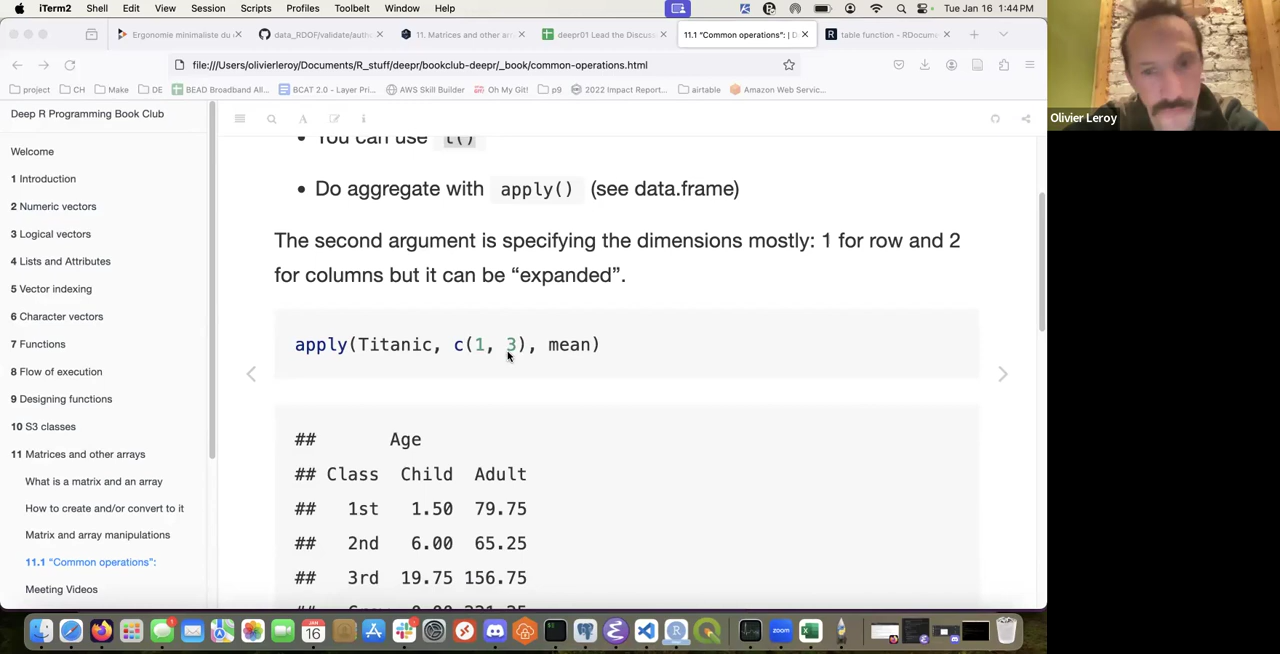 iTerm2 Shell Edit View Session Scripts Profiles Toolbelt Window Help Tue Jan 16 1:44 PM
Ergonomie minimaliste du data_RDOF/validate/auth 11. Matrices and other arr deepr01 Lead the Discuss 11.1 "Common operations": | D table function - RDocume
file:///Users/olivierleroy/Documents/R_stuff/deepr/bookclub-deepr/_book/common-operations.html
project CH Make DE BEAD Broadband All... BCAT 2.0 - Layer Pri... AWS Skill Builder Oh My Git! p9 2022 Impact Report... airtable Amazon Web Servic...
Olivier Leroy
Deep R Programming Book Club
Welcome
1 Introduction
2 Numeric vectors
3 Logical vectors
4 Lists and Attributes
5 Vector indexing
6 Character vectors
7 Functions
8 Flow of execution
9 Designing functions
10 S3 classes
11 Matrices and other arrays
What is a matrix and an array
How to create and/or convert to it
Matrix and array manipulations
11.1 "Common operations":
Meeting Videos
• You can use t()
• Do aggregate with apply() (see data.frame)
The second argument is specifying the dimensions mostly: 1 for row and 2
for columns but it can be “expanded”.
apply(Titanic, c(1, 3), mean)
## Age
## Class Child Adult
## 1st 1.50 79.75
## 2nd 6.00 65.25
## 3rd 19.75 156.75
JAN
16
zoom